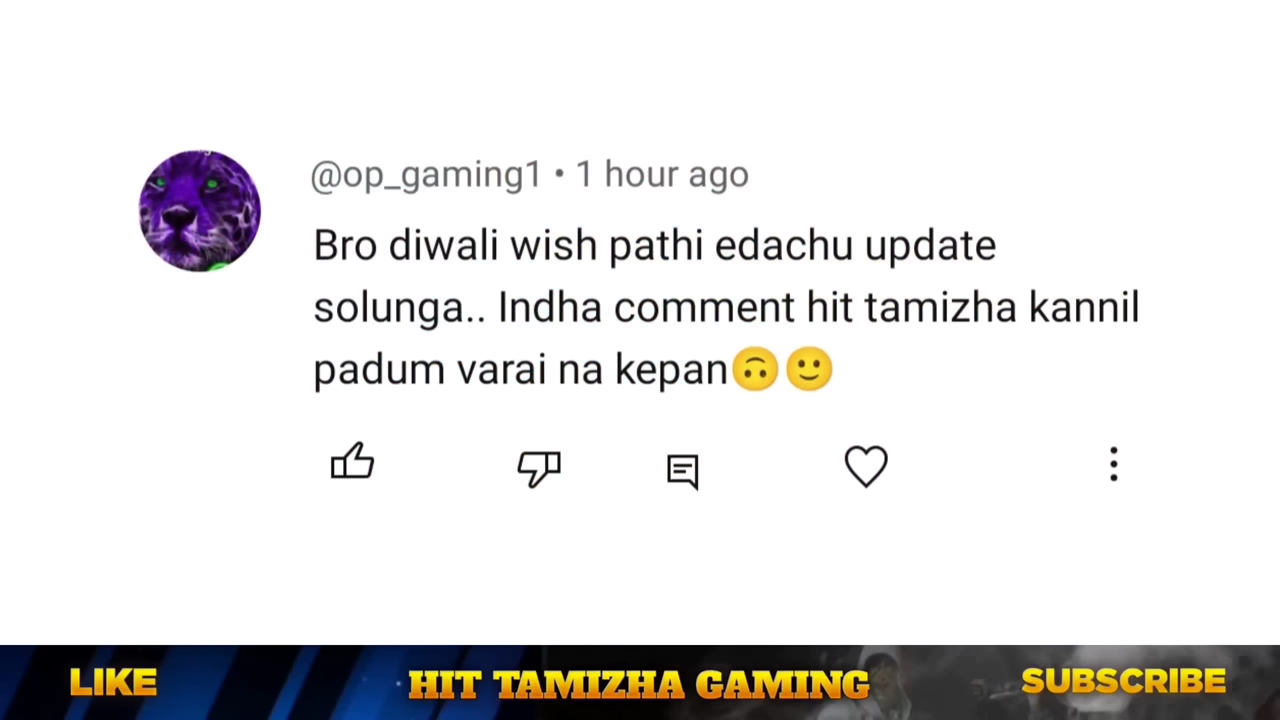 @op_gaming1 • 1 hour ago
Bro diwali wish pathi edachu update
solunga.. Indha comment hit tamizha kannil
padum varai na kepan🙃🙂
LIKE
HIT TAMIZHA GAMING
SUBSCRIBE